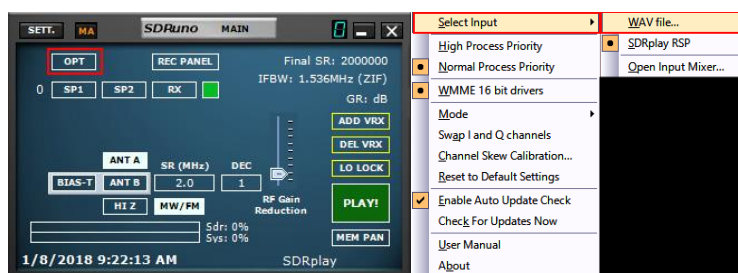 SETT. MA SDRuno MAIN
OPT REC PANEL Final SR: 2000000
IFBW: 1.536MHz (ZIF)
0 SP1 SP2 RX GR: dB
ADD VRX
DEL VRX
ANT A SR (MHz) DEC LO LOCK
BIAS-T ANT B 2.0 1
HI Z MW/FM RF Gain Reduction PLAY!
Sdr: 0%
Sys: 0% MEM PAN
1/8/2018 9:22:13 AM SDRplay
Select Input
High Process Priority
Normal Process Priority
WMME 16 bit drivers
Mode
Swap I and Q channels
Channel Skew Calibration...
Reset to Default Settings
Enable Auto Update Check
Check For Updates Now
User Manual
About
WAV file...
SDRplay RSP
Open Input Mixer...